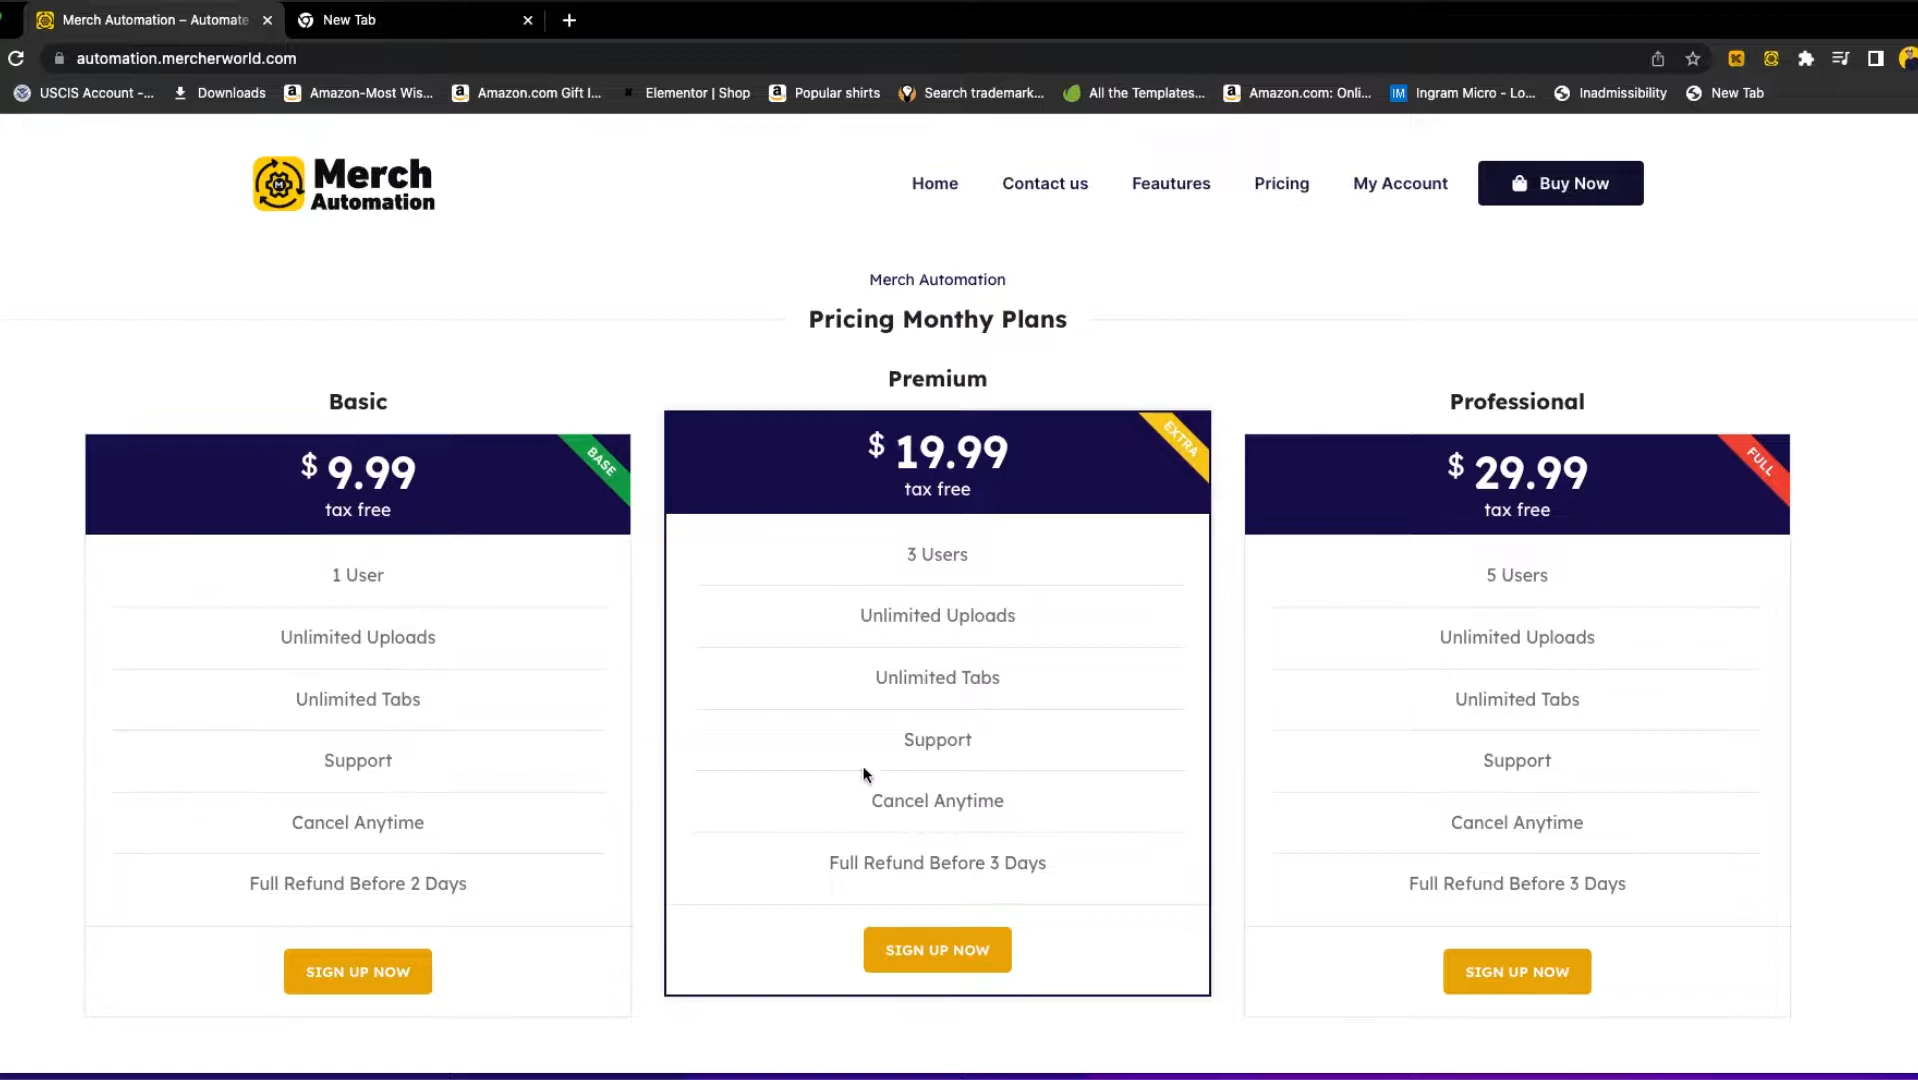 Merch Automation – Automate
New Tab
automation.mercherworld.com
USCIS Account -...
Downloads
Amazon-Most Wis...
Amazon.com Gift I...
Elementor | Shop
Popular shirts
Search trademark...
All the Templates...
Amazon.com: Onli...
IM
Ingram Micro - Lo...
Inadmissibility
New Tab
Merch
Automation
Home
Contact us
Feautures
Pricing
My Account
Buy Now
Merch Automation
Pricing Monthy Plans
Basic
$ 9.99
tax free
BASE
1 User
Unlimited Uploads
Unlimited Tabs
Support
Cancel Anytime
Full Refund Before 2 Days
SIGN UP NOW
Premium
$ 19.99
tax free
EXTRA
3 Users
Unlimited Uploads
Unlimited Tabs
Support
Cancel Anytime
Full Refund Before 3 Days
SIGN UP NOW
Professional
$ 29.99
tax free
FULL
5 Users
Unlimited Uploads
Unlimited Tabs
Support
Cancel Anytime
Full Refund Before 3 Days
SIGN UP NOW